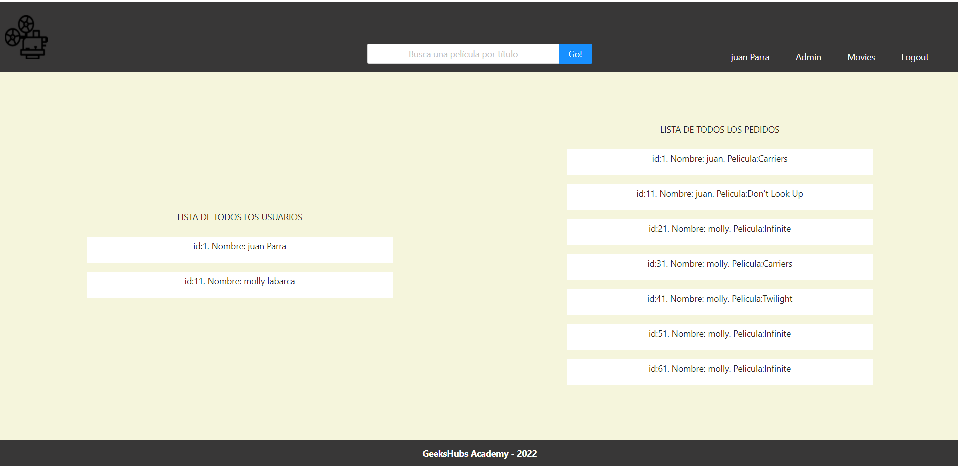 Busca una película por título
Go!
juan Parra
Admin
Movies
Logout
LISTA DE TODOS LOS USUARIOS
id:1. Nombre: juan Parra
id:11. Nombre: molly labarca
LISTA DE TODOS LOS PEDIDOS
id:1. Nombre: juan. Pelicula:Carriers
id:11. Nombre: juan. Pelicula:Don't Look Up
id:21. Nombre: molly. Pelicula:Infinite
id:31. Nombre: molly. Pelicula:Carriers
id:41. Nombre: molly. Pelicula:Twilight
id:51. Nombre: molly. Pelicula:Infinite
id:61. Nombre: molly. Pelicula:Infinite
GeeksHubs Academy - 2022